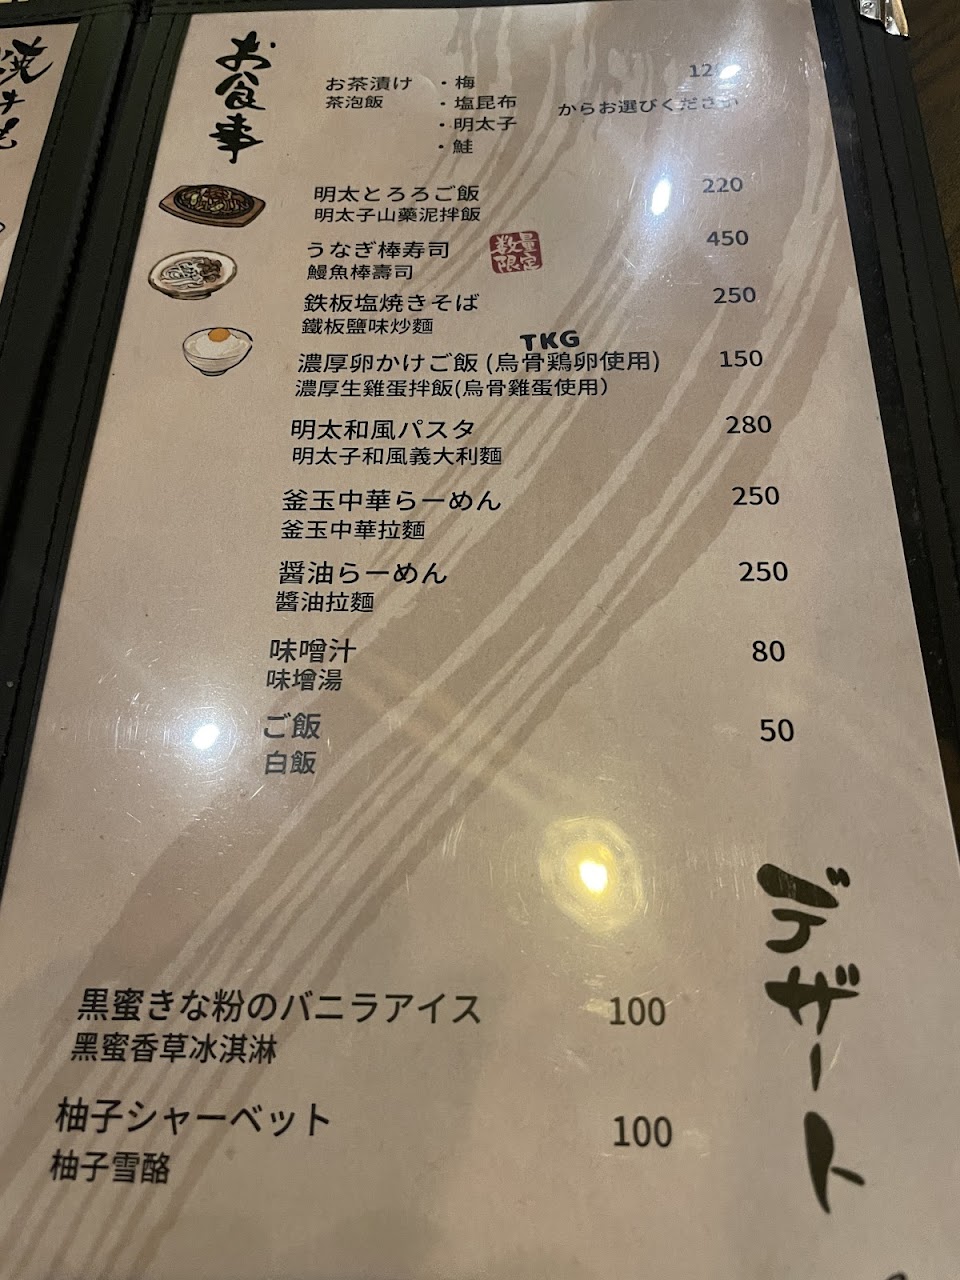 焼き
お食事
お茶漬け ・梅
茶泡飯 ・塩昆布
・明太子
・鮭
からお選びください
明太とろろご飯 220
明太子山藥泥拌飯
うなぎ棒寿司 数量限定 450
鰻魚棒壽司
鉄板塩焼きそば 250
鐵板鹽味炒麵
TKG
濃厚卵かけご飯 (烏骨鶏卵使用) 150
濃厚生雞蛋拌飯(烏骨雞蛋使用)
明太和風パスタ 280
明太子和風義大利麵
釜玉中華らーめん 250
釜玉中華拉麵
醤油らーめん 250
醬油拉麵
味噌汁 80
味增湯
ご飯 50
白飯
デザート
黒蜜きな粉のバニラアイス 100
黑蜜香草冰淇淋
柚子シャーベット 100
柚子雪酪